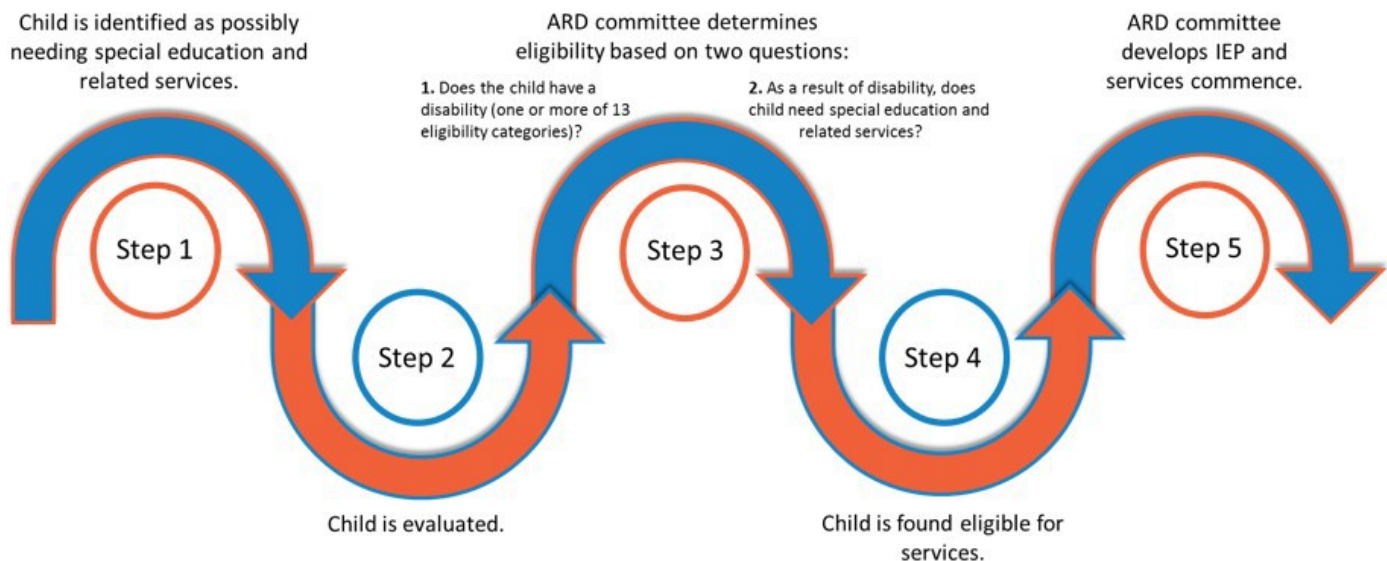 Child is identified as possibly
needing special education and
related services.
Step 1
Step 2
Child is evaluated.
ARD committee determines
eligibility based on two questions:
1. Does the child have a
disability (one or more of 13
eligibility categories)?
2. As a result of disability, does
child need special education and
related services?
Step 3
Step 4
Child is found eligible for
services.
ARD committee
develops IEP and
services commence.
Step 5